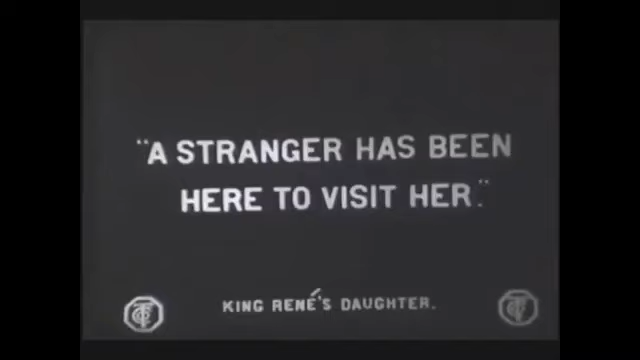 "A STRANGER HAS BEEN
HERE TO VISIT HER."
KING RENÉ'S DAUGHTER.